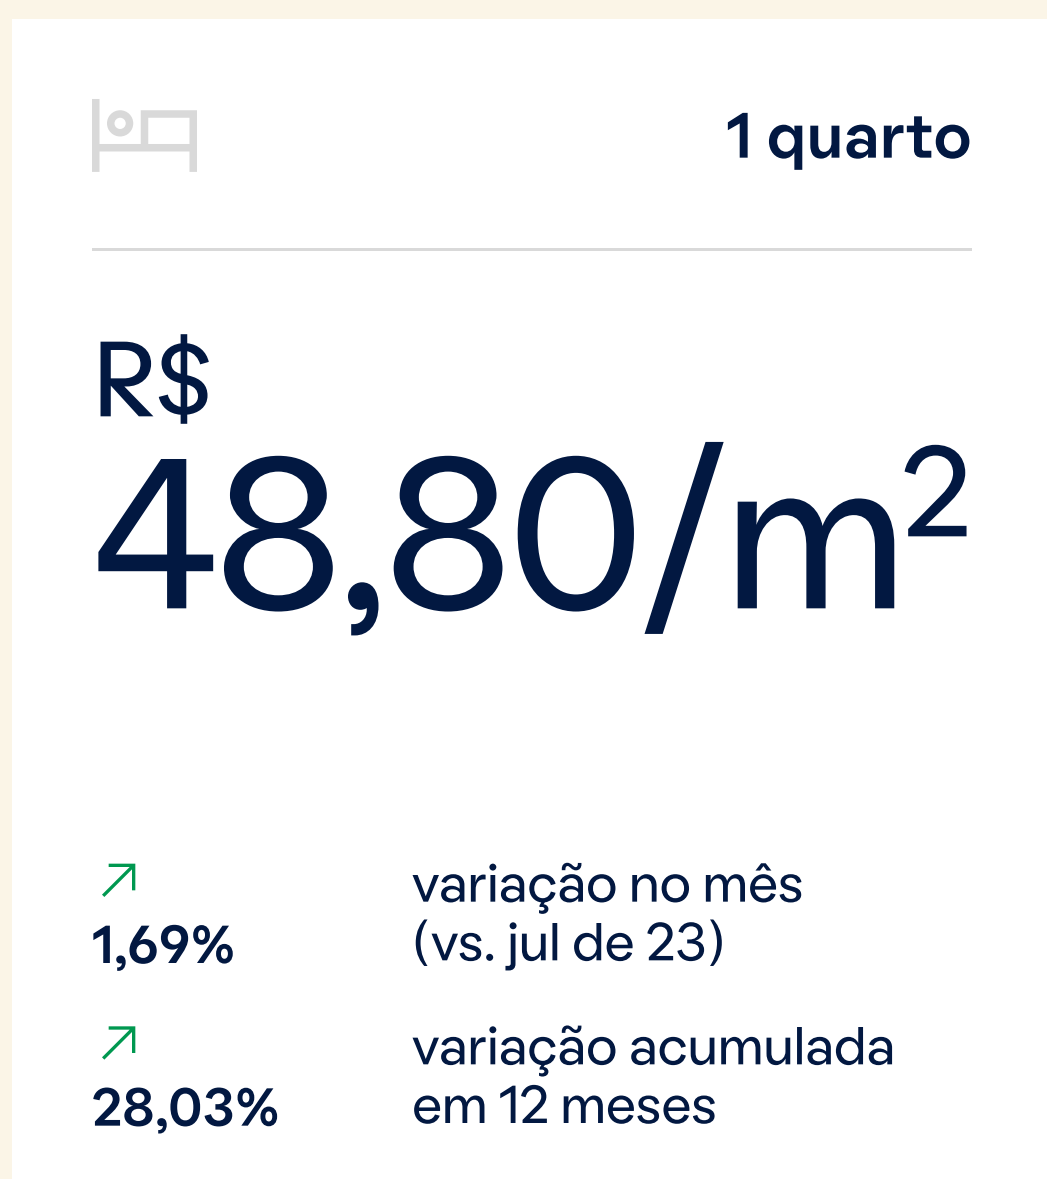 1 quarto
R$
48,80/m²
1,69%
variação no mês
(vs. jul de 23)
28,03%
variação acumulada
em 12 meses